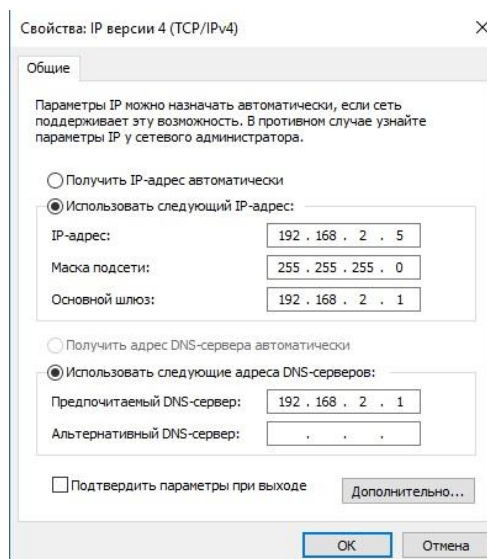 Свойства: IP версии 4 (TCP/IPv4)
Общие
Параметры IP можно назначать автоматически, если сеть
поддерживает эту возможность. В противном случае узнайте
параметры IP у сетевого администратора.
Получить IP-адрес автоматически
Использовать следующий IP-адрес:
IP-адрес: 192 . 168 . 2 . 5
Маска подсети: 255 . 255 . 255 . 0
Основной шлюз: 192 . 168 . 2 . 1
Получить адрес DNS-сервера автоматически
Использовать следующие адреса DNS-серверов:
Предпочитаемый DNS-сервер: 192 . 168 . 2 . 1
Альтернативный DNS-сервер: . . .
Подтвердить параметры при выходе
Дополнительно...
OK Отмена